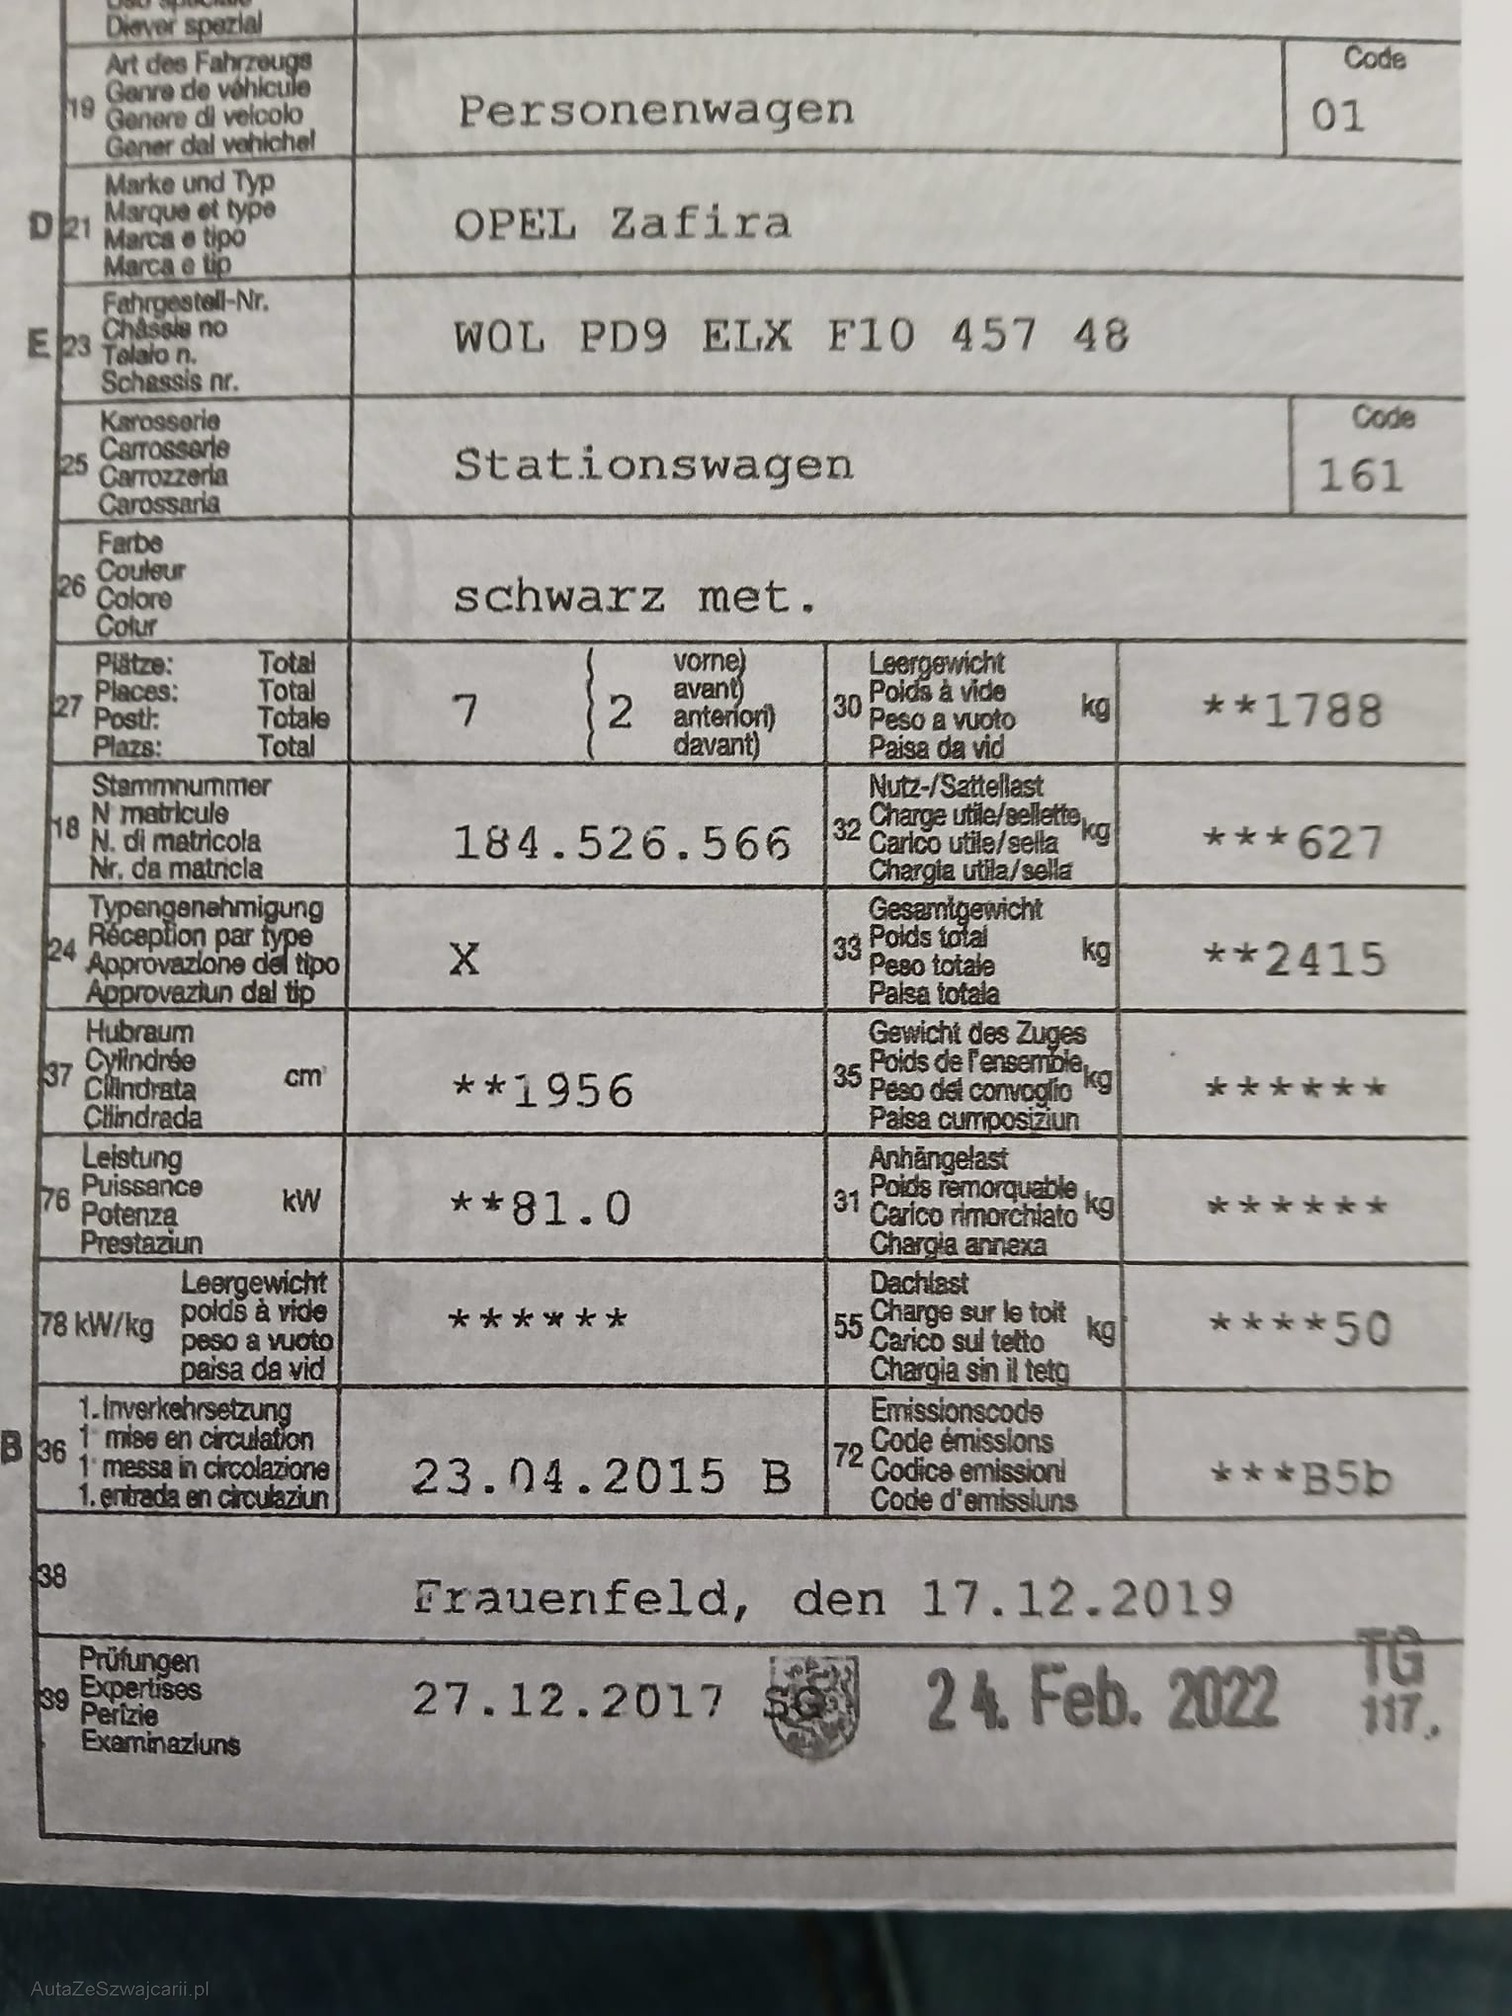 Diever spezial
19 Art des Fahrzeugs
Genre de véhicule
Genere di veicolo
Gener dal vehichel
Personenwagen
Code
01
D 21 Marke und Typ
Marque et type
Marca e tipo
Marca e tip
OPEL Zafira
E 23 Fahrgestell-Nr.
Châssis no
Telaio n.
Schassis nr.
WOL PD9 ELX F10 457 48
25 Karosserie
Carrosserie
Carrozzeria
Carossaria
Stationswagen
Code
161
26 Farbe
Couleur
Colore
Colur
schwarz met.
27 Plätze: Total
Places: Total
Posti: Totale
Plazs: Total
7 ( 2 vorne)
avant)
anteriori)
davant)
30 Leergewicht
Poids à vide
Peso a vuoto
Paisa da vid
kg
**1788
18 Stammnummer
N matricule
N. di matricola
Nr. da matricla
184.526.566
32 Nutz-/Sattellast
Charge utile/sellette
Carico utile/sella
Chargia utila/sella
kg
***627
24 Typengenehmigung
Réception par type
Approvazione del tipo
Approvaziun dal tip
X
33 Gesamtgewicht
Poids total
Peso totale
Paisa totala
kg
**2415
37 Hubraum
Cylindrée
Cilindrata
Cilindrada
cm³
**1956
35 Gewicht des Zuges
Poids de l'ensemble
Peso del convoglio
Paisa cumposiziun
kg
******
76 Leistung
Puissance
Potenza
Prestaziun
kW
**81.0
31 Anhängelast
Poids remorquable
Carico rimorchiato
Chargia annexa
kg
******
78 kW/kg Leergewicht
poids à vide
peso a vuoto
paisa da vid
******
55 Dachlast
Charge sur le toit
Carico sul tetto
Chargia sin il tetg
kg
****50
B 36 1. Inverkehrsetzung
1 mise en circulation
1 messa in circolazione
1. entrada en circulaziun
23.04.2015 B
72 Emissionscode
Code émissions
Codice emissioni
Code d'emissiuns
***B5b
38
Frauenfeld, den 17.12.2019
39 Prüfungen
Expertises
Perizie
Examinaziuns
27.12.2017 SG
24. Feb. 2022
TG
117.
AutaZeSzwajcarii.pl